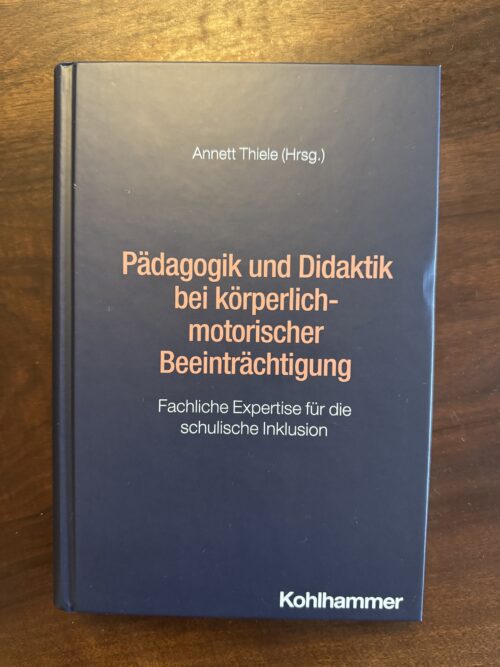 Annett Thiele (Hrsg.)
Pädagogik und Didaktik
bei körperlich-
motorischer
Beeinträchtigung
Fachliche Expertise für die
schulische Inklusion
Kohlhammer